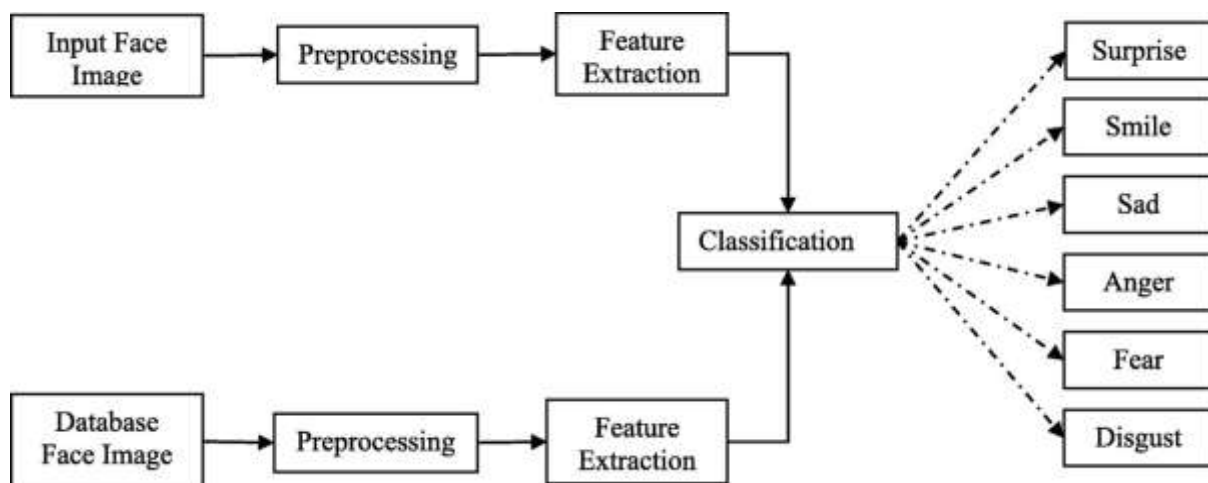 Input Face
Image
Preprocessing
Feature
Extraction
Surprise
Smile
Sad
Classification
Anger
Fear
Disgust
Database
Face Image
Preprocessing
Feature
Extraction